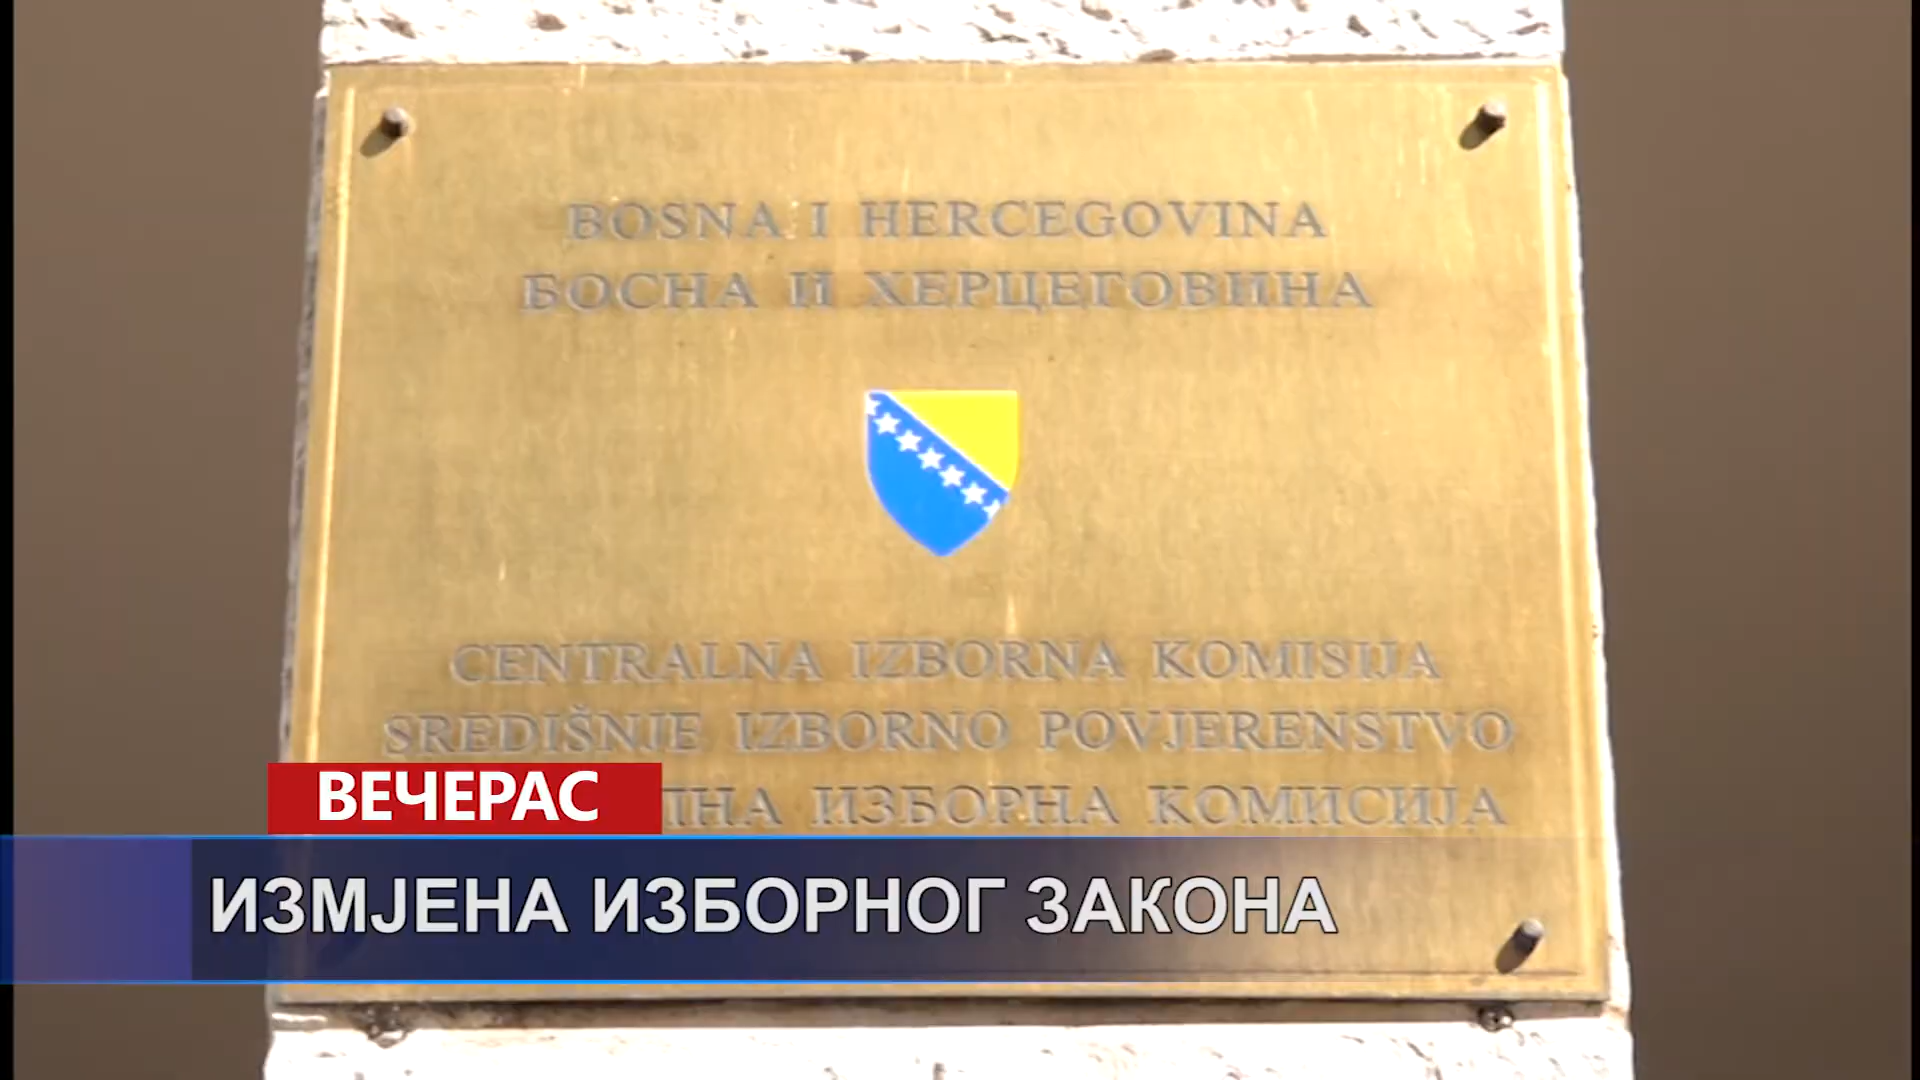 BOSNA I HERCEGOVINA
БОСНА И ХЕРЦЕГОВИНА
CENTRALNA IZBORNA KOMISIJA
SREDIŠNJE IZBORNO POVJERENSTVO
ИЗБОРНА КОМИСИЈА
ВЕЧЕРАС
ИЗМЈЕНА ИЗБОРНОГ ЗАКОНА